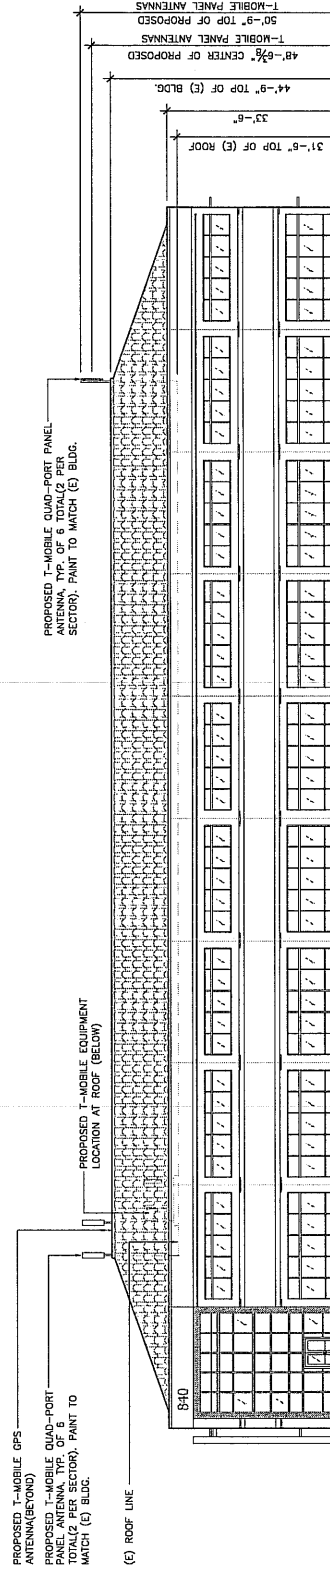 PROPOSED T-MOBILE GPS
ANTENNA(BEYOND)
PROPOSED T-MOBILE QUAD-PORT
PANEL ANTENNA, TYP. OF 6
TOTAL(2 PER SECTOR). PAINT TO
MATCH (E) BLDG.
(E) ROOF LINE
PROPOSED T-MOBILE EQUIPMENT
LOCATION AT ROOF (BELOW)
PROPOSED T-MOBILE QUAD-PORT PANEL
ANTENNA, TYP. OF 6 TOTAL(2 PER
SECTOR). PAINT TO MATCH (E) BLDG.
50'-9" TOP OF PROPOSED
T-MOBILE PANEL ANTENNAS
48'-6⅜" CENTER OF PROPOSED
T-MOBILE PANEL ANTENNAS
44'-9" TOP OF (E) BLDG.
33'-6"
31'-6" TOP OF (E) ROOF
840